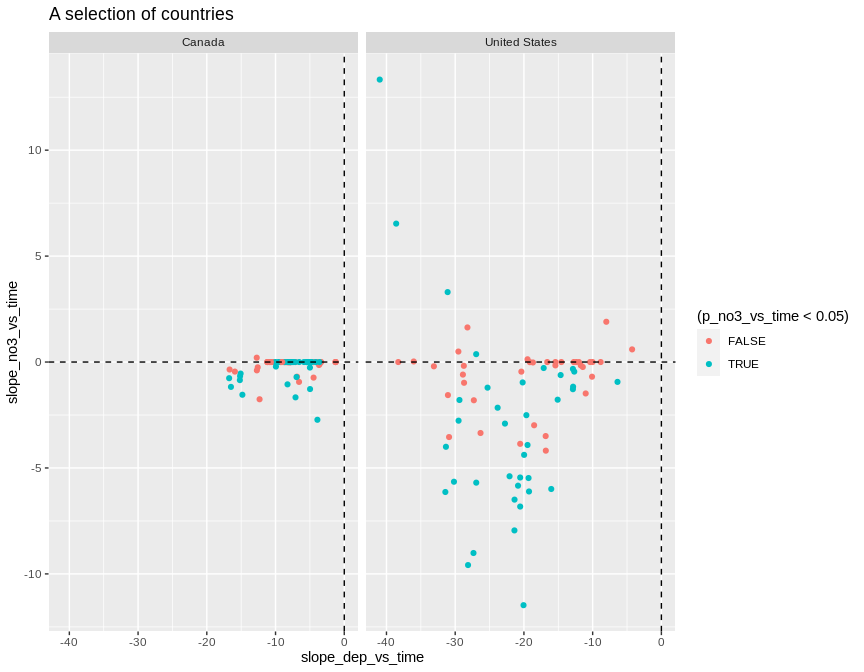 A selection of countries
Canada
United States
10
5
0
-5
-10
slope_no3_vs_time
-40
-30
-20
-10
0
-40
-30
-20
-10
0
slope_dep_vs_time
(p_no3_vs_time < 0.05)
FALSE
TRUE